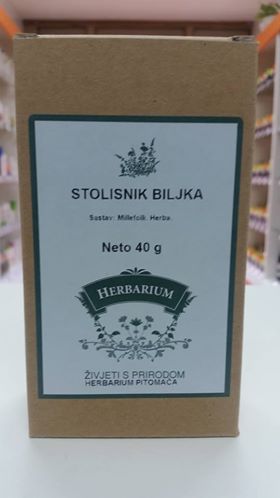 STOLISNIK BILJKA
Sastav: Millefolii. Herba.
Neto 40 g
HERBARIUM
ŽIVJETI S PRIRODOM
HERBARIUM PITOMAČA